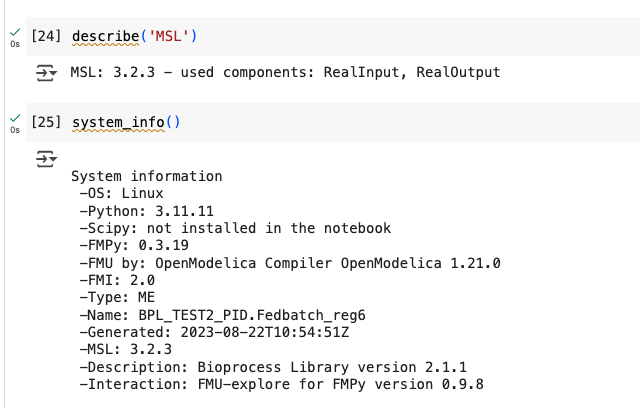 [24] describe('MSL')
0s
MSL: 3.2.3 – used components: RealInput, RealOutput
[25] system_info()
0s
System information
-OS: Linux
-Python: 3.11.11
-Scipy: not installed in the notebook
-FMPy: 0.3.19
-FMU by: OpenModelica Compiler OpenModelica 1.21.0
-FMI: 2.0
-Type: ME
-Name: BPL_TEST2_PID.Fedbatch_reg6
-Generated: 2023-08-22T10:54:51Z
-MSL: 3.2.3
-Description: Bioprocess Library version 2.1.1
-Interaction: FMU-explore for FMPy version 0.9.8